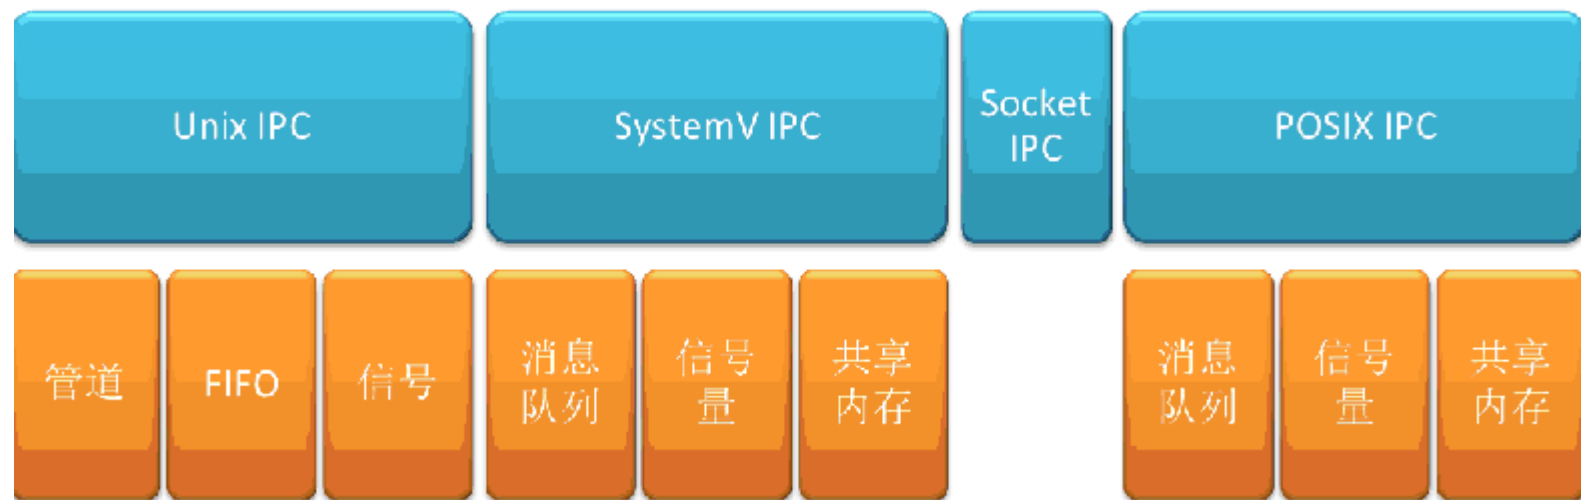 Unix IPC
SystemV IPC
Socket
IPC
POSIX IPC
管道
FIFO
信号
消息
队列
信号
量
共享
内存
消息
队列
信号
量
共享
内存